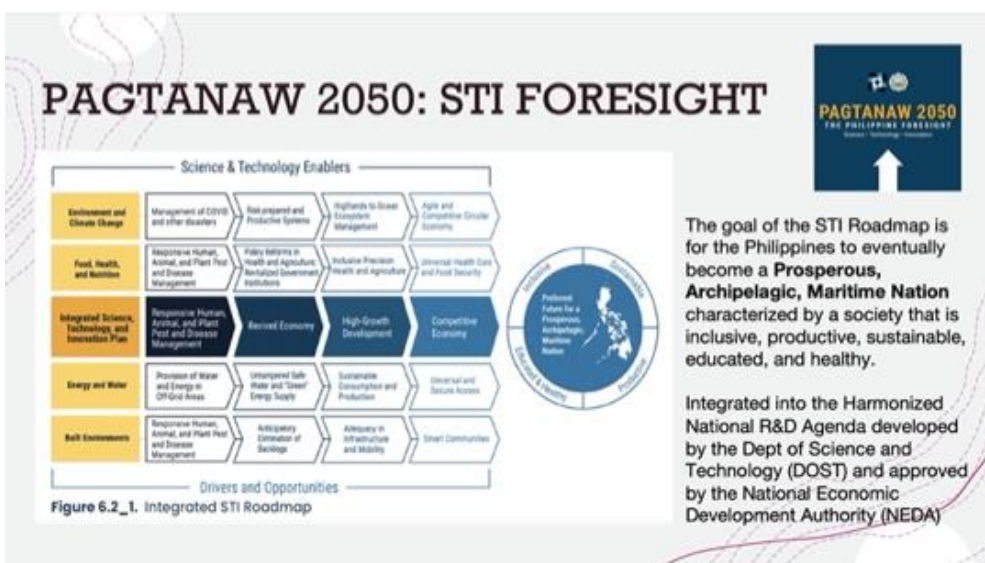 PAGTANAW 2050: STI FORESIGHT
PAGTANAW 2050
THE PHILIPPINE FORESIGHT
Science & Technology Enablers
Environment and
Climate Change
Management of COVID
and other disasters
Risk-prepared and
Productive Systems
Highlands to Ocean
Ecosystem
Management
Agile and
Competitive Circular
Economy
Food, Health,
and Nutrition
Responsive Human,
Animal, and Plant Pest
and Disease
Management
Policy Reforms in
Health and Agriculture;
Revitalized Government
Institutions
Inclusive Precision
Health and Agriculture
Universal Health Care
and Food Security
Integrated Science,
Technology, and
Innovation Plan
Responsive Human,
Animal, and Plant
Pest and Disease
Management
Revived Economy
High-Growth
Development
Competitive
Economy
Energy and Water
Provision of Water
and Energy in
Off-Grid Areas
Untampered Safe
Water and "Green"
Energy Supply
Sustainable
Consumption and
Production
Universal and
Secure Access
Built Environments
Responsive Human,
Animal, and Plant Pest
and Disease
Management
Anticipatory
Elimination of
Backlogs
Adequacy in
Infrastructure
and Mobility
Smart Communities
Drivers and Opportunities
Inclusive
Sustainable
Productive
Educated & Healthy
Preferred
Future for a
Prosperous,
Archipelagic,
Maritime
Nation
Figure 6.2_1. Integrated STI Roadmap
The goal of the STI Roadmap is
for the Philippines to eventually
become a Prosperous,
Archipelagic, Maritime Nation
characterized by a society that is
inclusive, productive, sustainable,
educated, and healthy.
Integrated into the Harmonized
National R&D Agenda developed
by the Dept of Science and
Technology (DOST) and approved
by the National Economic
Development Authority (NEDA)